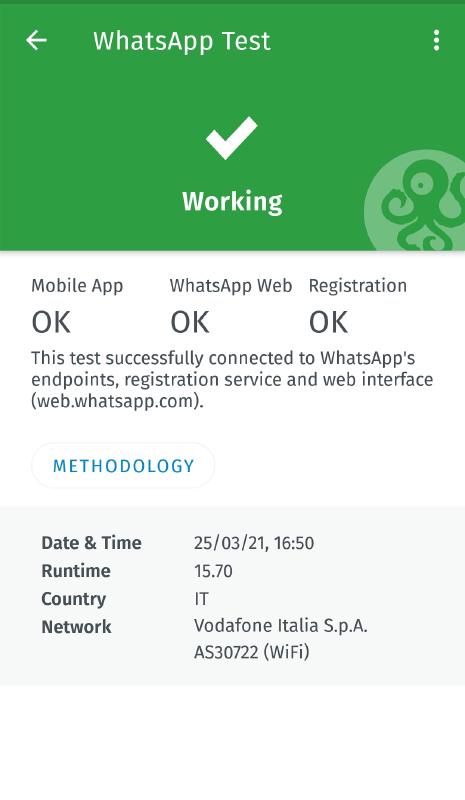 WhatsApp Test
Working
Mobile App WhatsApp Web Registration
OK OK OK
This test successfully connected to WhatsApp's
endpoints, registration service and web interface
(web.whatsapp.com).
METHODOLOGY
Date & Time 25/03/21, 16:50
Runtime 15.70
Country IT
Network Vodafone Italia S.p.A.
AS30722 (WiFi)